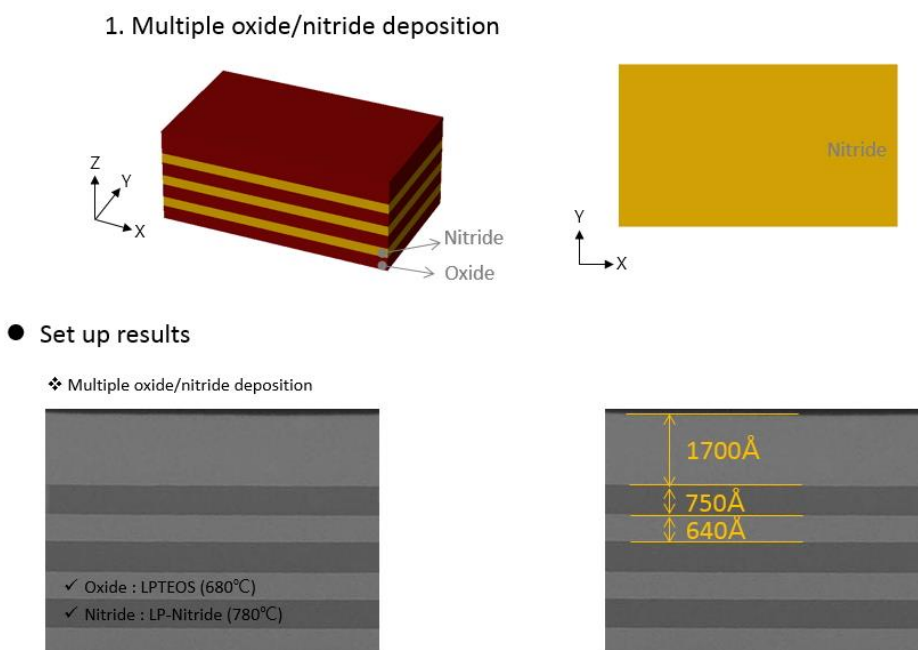 1. Multiple oxide/nitride deposition
Z
Y
X
Nitride
Oxide
Nitride
Y
X
● Set up results
❖ Multiple oxide/nitride deposition
✓ Oxide : LPTEOS (680℃)
✓ Nitride : LP-Nitride (780℃)
1700Å
750Å
640Å